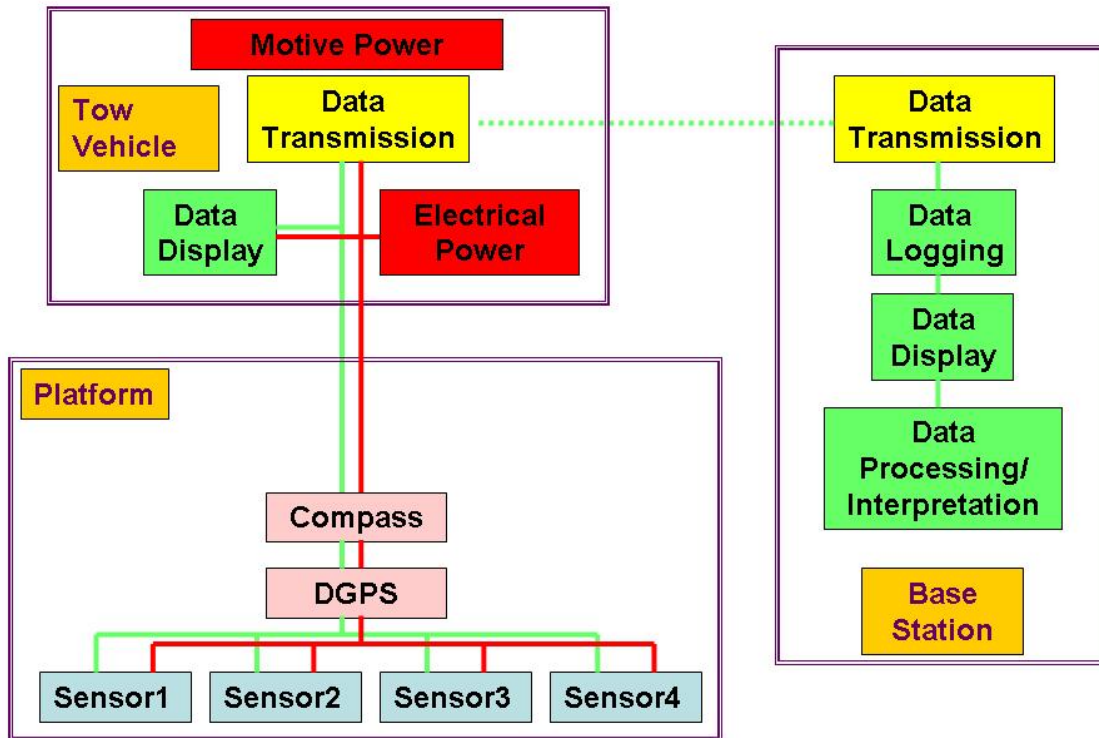 Motive Power
Tow
Vehicle
Data
Transmission
Data
Display
Electrical
Power
Platform
Compass
DGPS
Sensor1
Sensor2
Sensor3
Sensor4
Data
Transmission
Data
Logging
Data
Display
Data
Processing/
Interpretation
Base
Station